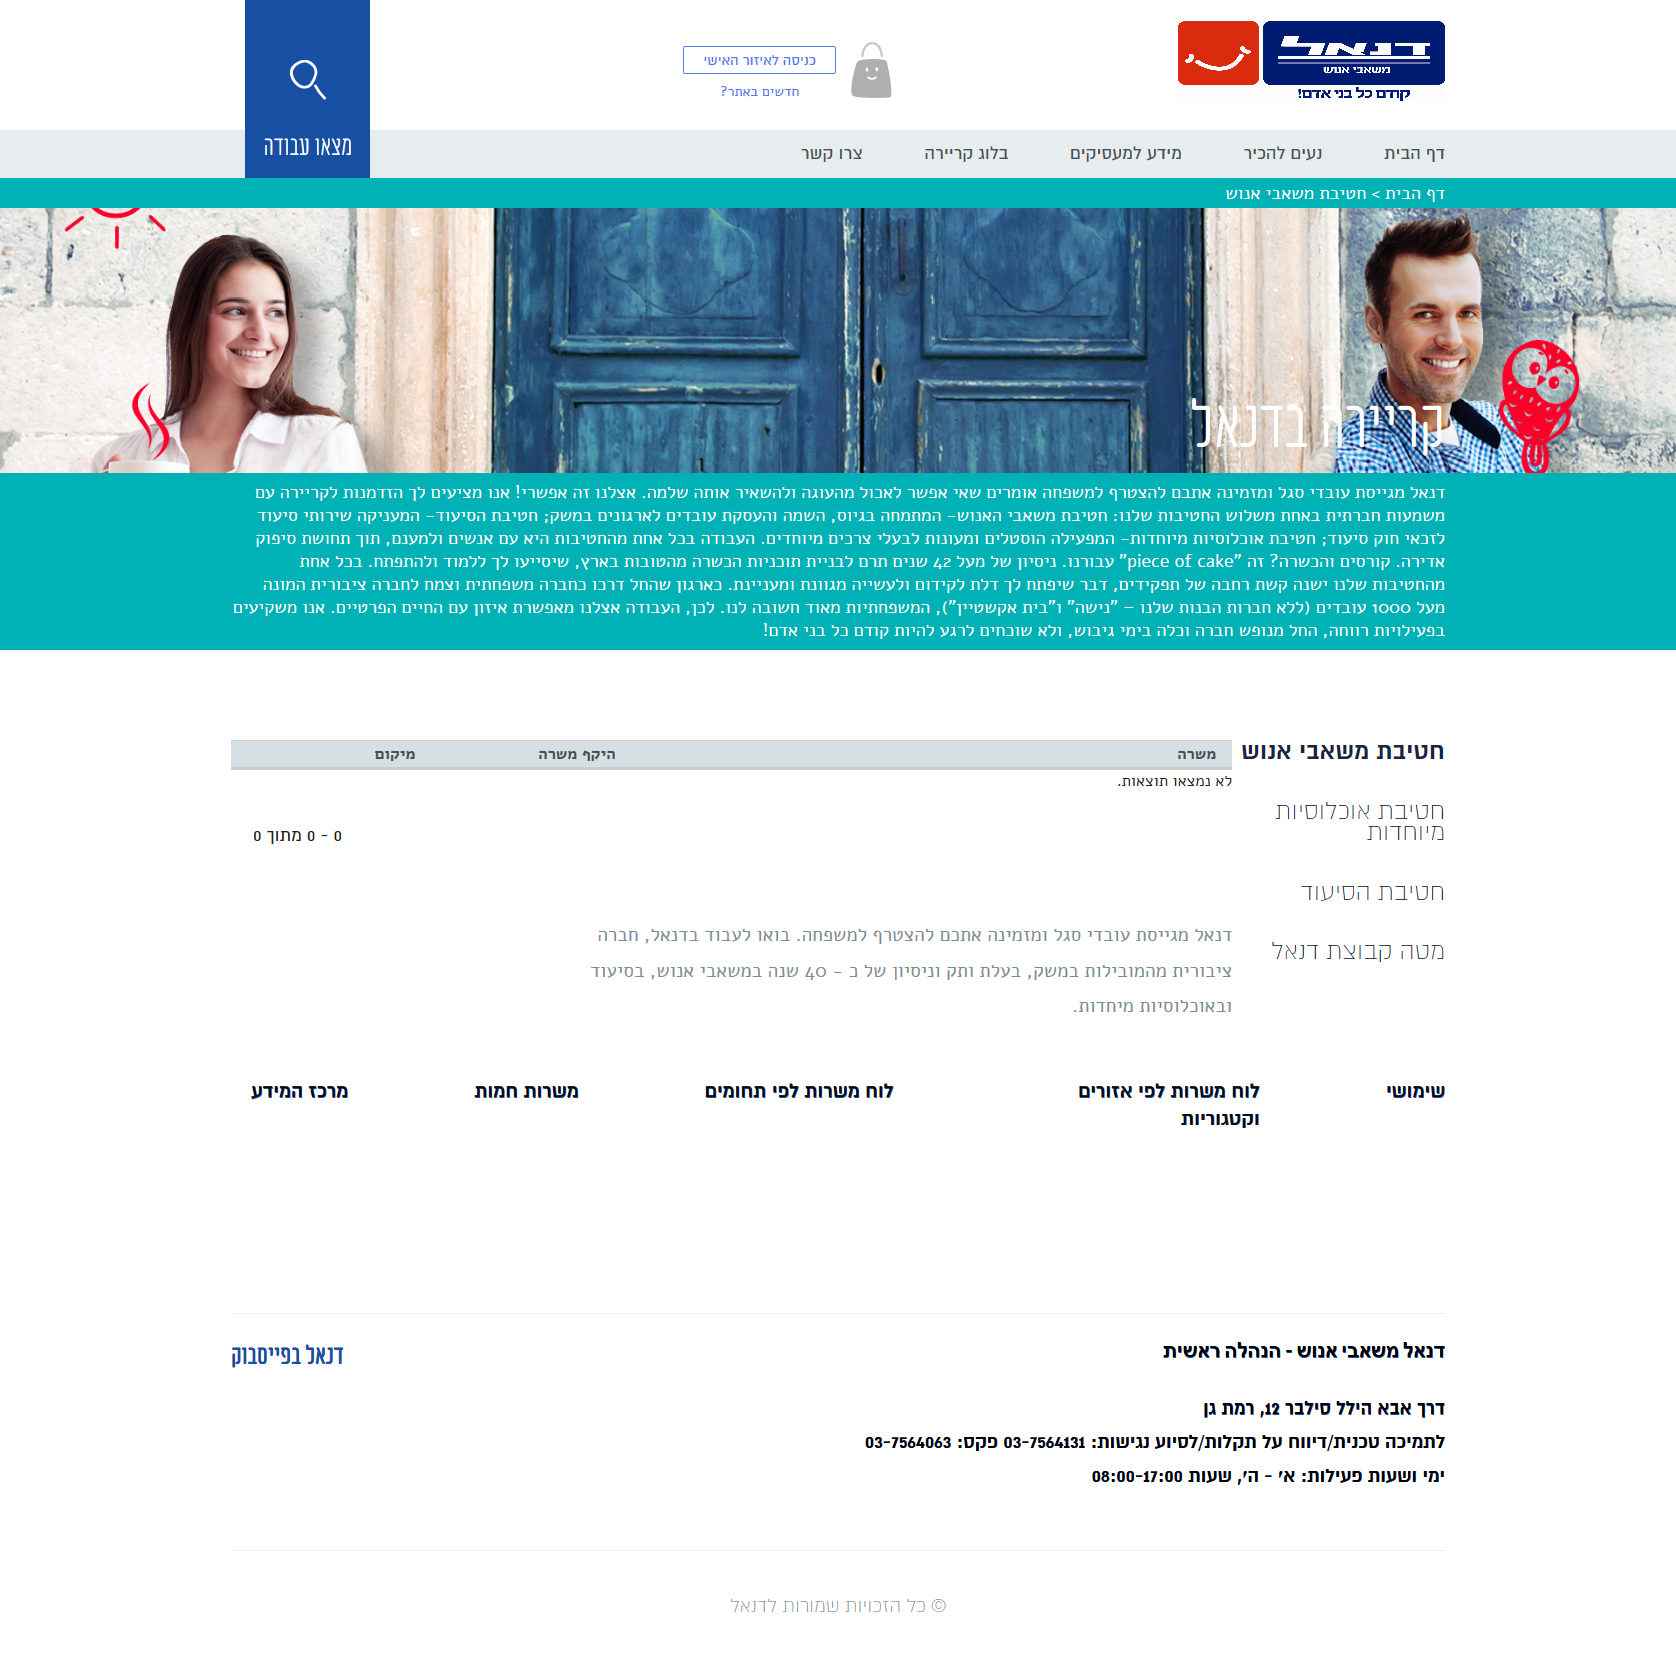 דנאל
משאבי אנוש
קודם כל בני אדם!
כניסה לאיזור האישי
חדשים באתר?
מצאו עבודה
דף הבית
נעים להכיר
מידע למעסיקים
בלוג קריירה
צרו קשר
דף הבית > חטיבת משאבי אנוש
קריירה בדנאל
דנאל מגייסת עובדי סגל ומזמינה אתכם להצטרף למשפחה אומרים שאי אפשר לאכול מהעוגה ולהשאיר אותה שלמה. אצלנו זה אפשרי! אנו מציעים לך הזדמנות לקריירה עם
משמעות חברתית באחת משלוש החטיבות שלנו: חטיבת משאבי האנוש- המתמחה בגיוס, השמה והעסקת עובדים לארגונים במשק; חטיבת הסיעוד- המעניקה שירותי סיעוד
לזכאי חוק סיעוד; חטיבת אוכלוסיות מיוחדות- המפעילה הוסטלים ומעונות לבעלי צרכים מיוחדים. העבודה בכל אחת מהחטיבות היא עם אנשים ולמענם, תוך תחושת סיפוק
אדירה. קורסים והכשרה? זה "piece of cake" עבורנו. ניסיון של מעל 42 שנים תרם לבניית תוכניות הכשרה מהטובות בארץ, שיסייעו לך ללמוד ולהתפתח. בכל אחת
מהחטיבות שלנו ישנה קשת רחבה של תפקידים, דבר שיפתח לך דלת לקידום ולעשייה מגוונת ומעניינת. כארגון שהחל דרכו כחברה משפחתית וצמח לחברה ציבורית המונה
מעל 1000 עובדים (ללא חברות הבנות שלנו – "נישה" ו"בית אקשטיין"), המשפחתיות מאוד חשובה לנו. לכן, העבודה אצלנו מאפשרת איזון עם החיים הפרטיים. אנו משקיעים
בפעילויות רווחה, החל מנופש חברה וכלה בימי גיבוש, ולא שוכחים לרגע להיות קודם כל בני אדם!
חטיבת משאבי אנוש
משרה
היקף משרה
מיקום
לא נמצאו תוצאות.
חטיבת אוכלוסיות
מיוחדות
0 - 0 מתוך 0
חטיבת הסיעוד
מטה קבוצת דנאל
דנאל מגייסת עובדי סגל ומזמינה אתכם להצטרף למשפחה. בואו לעבוד בדנאל, חברה
ציבורית מהמובילות במשק, בעלת ותק וניסיון של כ - 40 שנה במשאבי אנוש, בסיעוד
ובאוכלוסיות מיחדות.
שימושי
לוח משרות לפי אזורים
וקטגוריות
לוח משרות לפי תחומים
משרות חמות
מרכז המידע
דנאל משאבי אנוש - הנהלה ראשית
דנאל בפייסבוק
דרך אבא הילל סילבר 12, רמת גן
לתמיכה טכנית/דיווח על תקלות/לסיוע נגישות: 03-7564131 פקס: 03-7564063
ימי ושעות פעילות: א' - ה', שעות 08:00-17:00
© כל הזכויות שמורות לדנאל